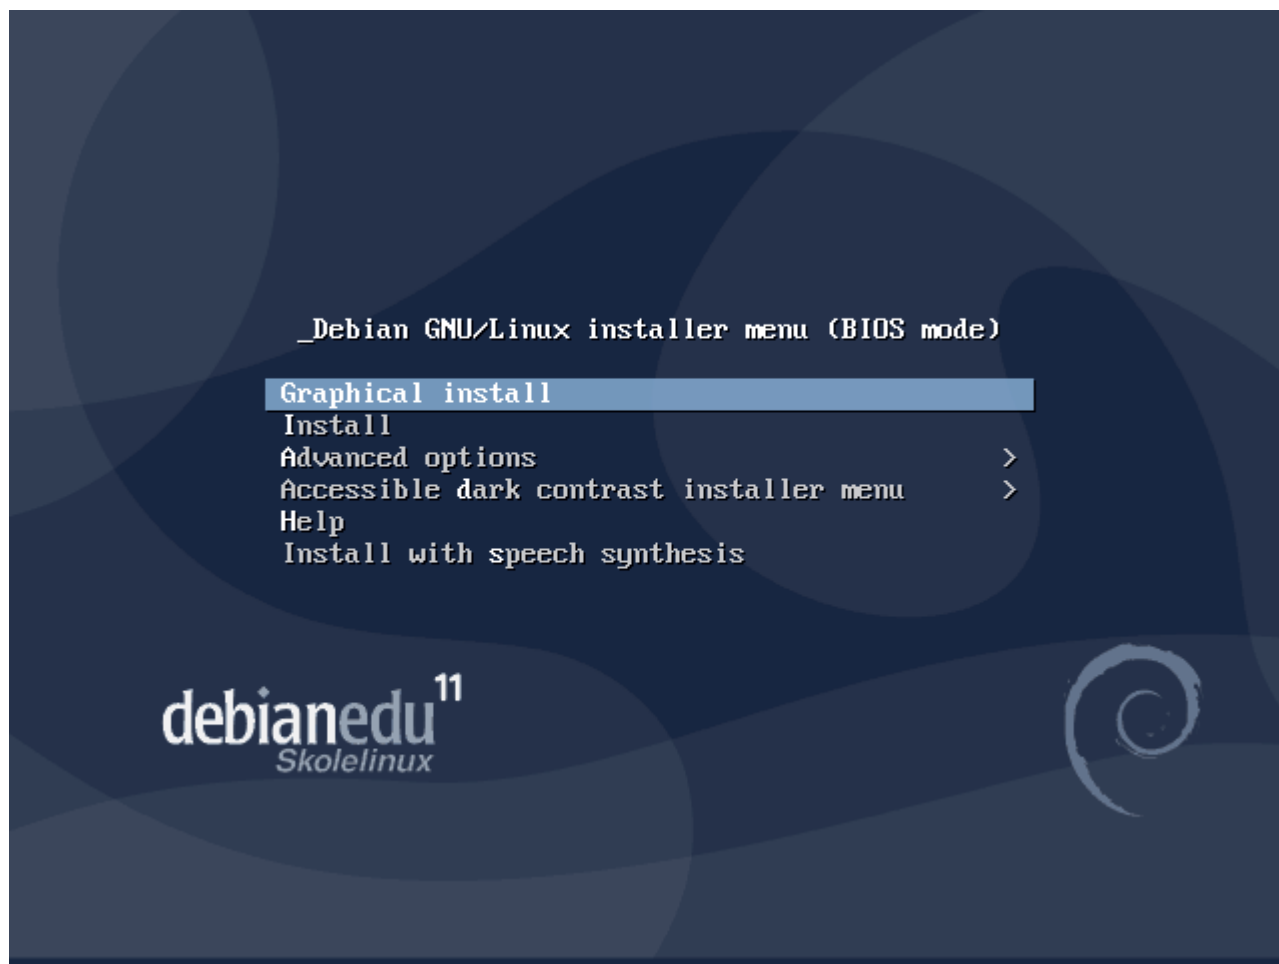 _Debian GNU/Linux installer menu (BIOS mode)
Graphical install
Install
Advanced options >
Accessible dark contrast installer menu >
Help
Install with speech synthesis
debianedu 11
Skolelinux